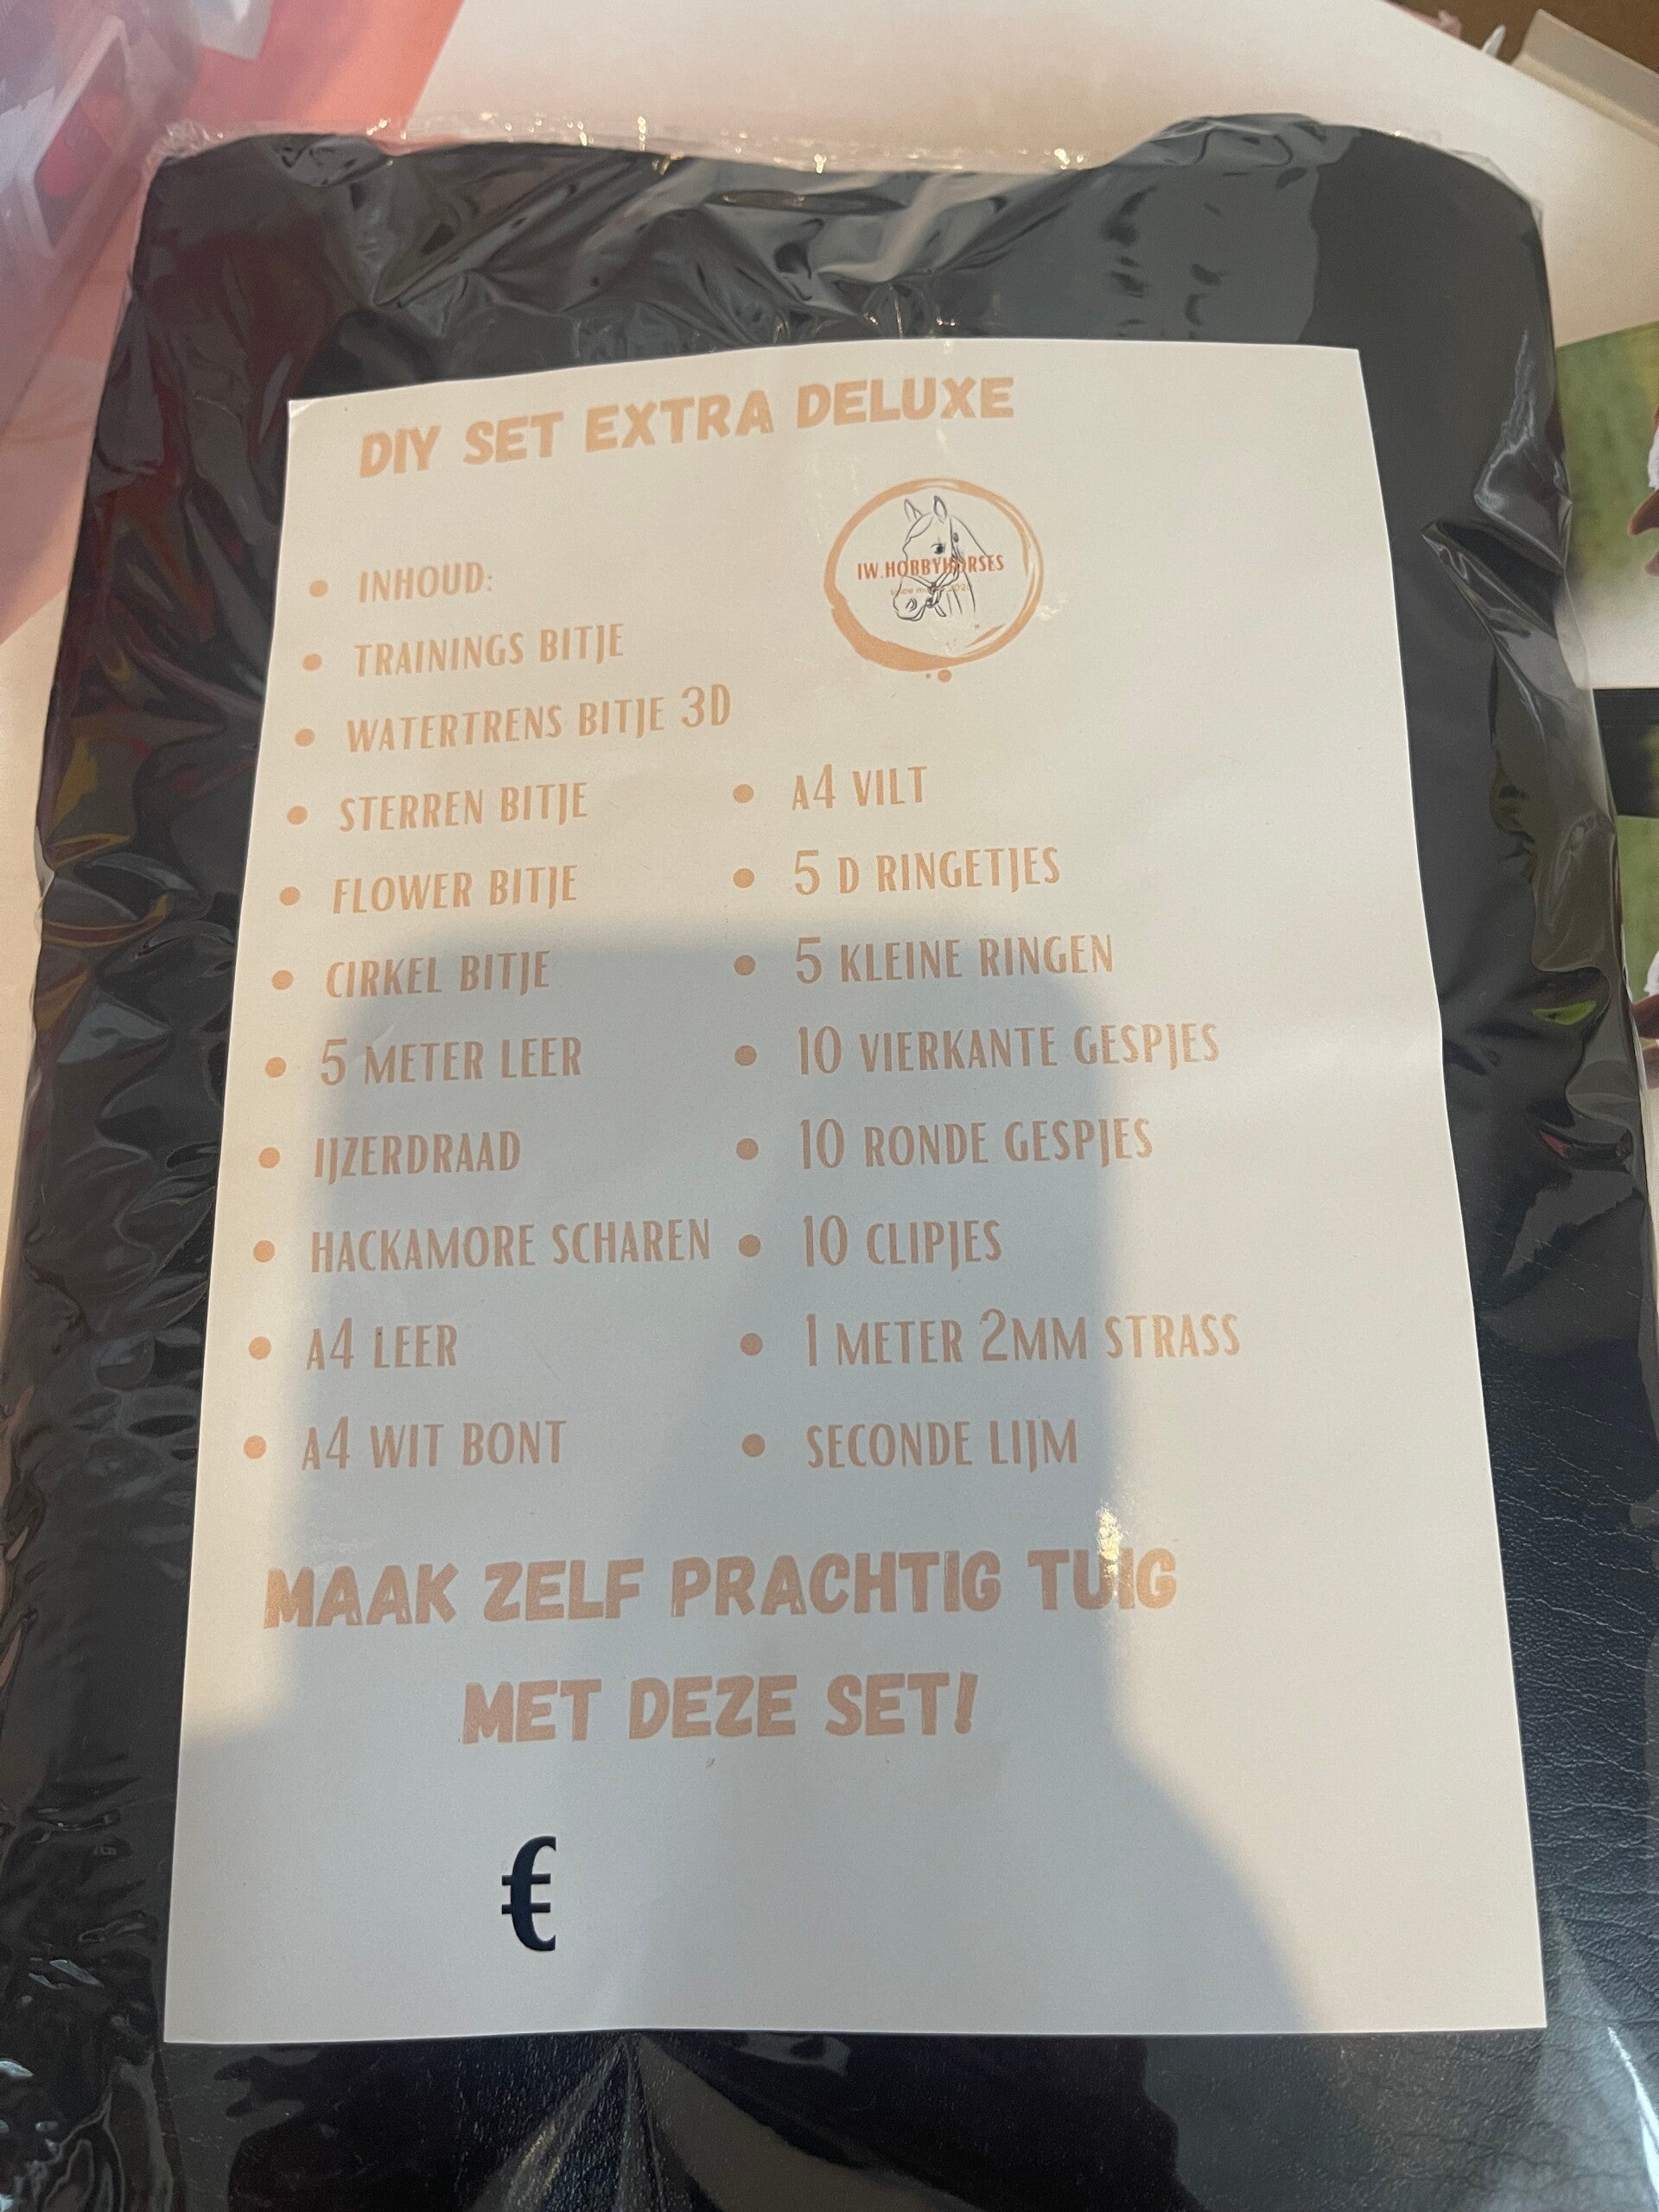 DIY SET EXTRA DELUXE
IW.HOBBYHORSES
• INHOUD:
• TRAININGS BITJE
• WATERTRENS BITJE 3D
• STERREN BITJE
• FLOWER BITJE
• CIRKEL BITJE
• 5 METER LEER
• IJZERDRAAD
• HACKAMORE SCHAREN
• A4 LEER
• A4 WIT BONT
• A4 VILT
• 5 D RINGETJES
• 5 KLEINE RINGEN
• 10 VIERKANTE GESPJES
• 10 RONDE GESPJES
• 10 CLIPJES
• 1 METER 2MM STRASS
• SECONDE LIJM
MAAK ZELF PRACHTIG TUIG
MET DEZE SET!
€